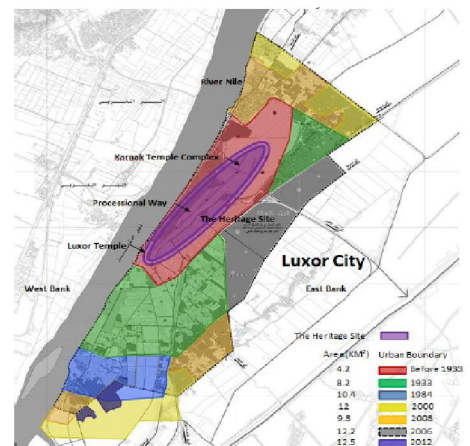 River Nile
Karnak Temple Complex
Processional Way
The Heritage Site
Luxor Temple
Luxor City
West Bank
East Bank
The Heritage Site
Area(KM²) Urban Boundary
4.2 Before 1933
8.2 1933
10.4 1984
12 2000
9.5 2003
12.2 2006
12.5 2012